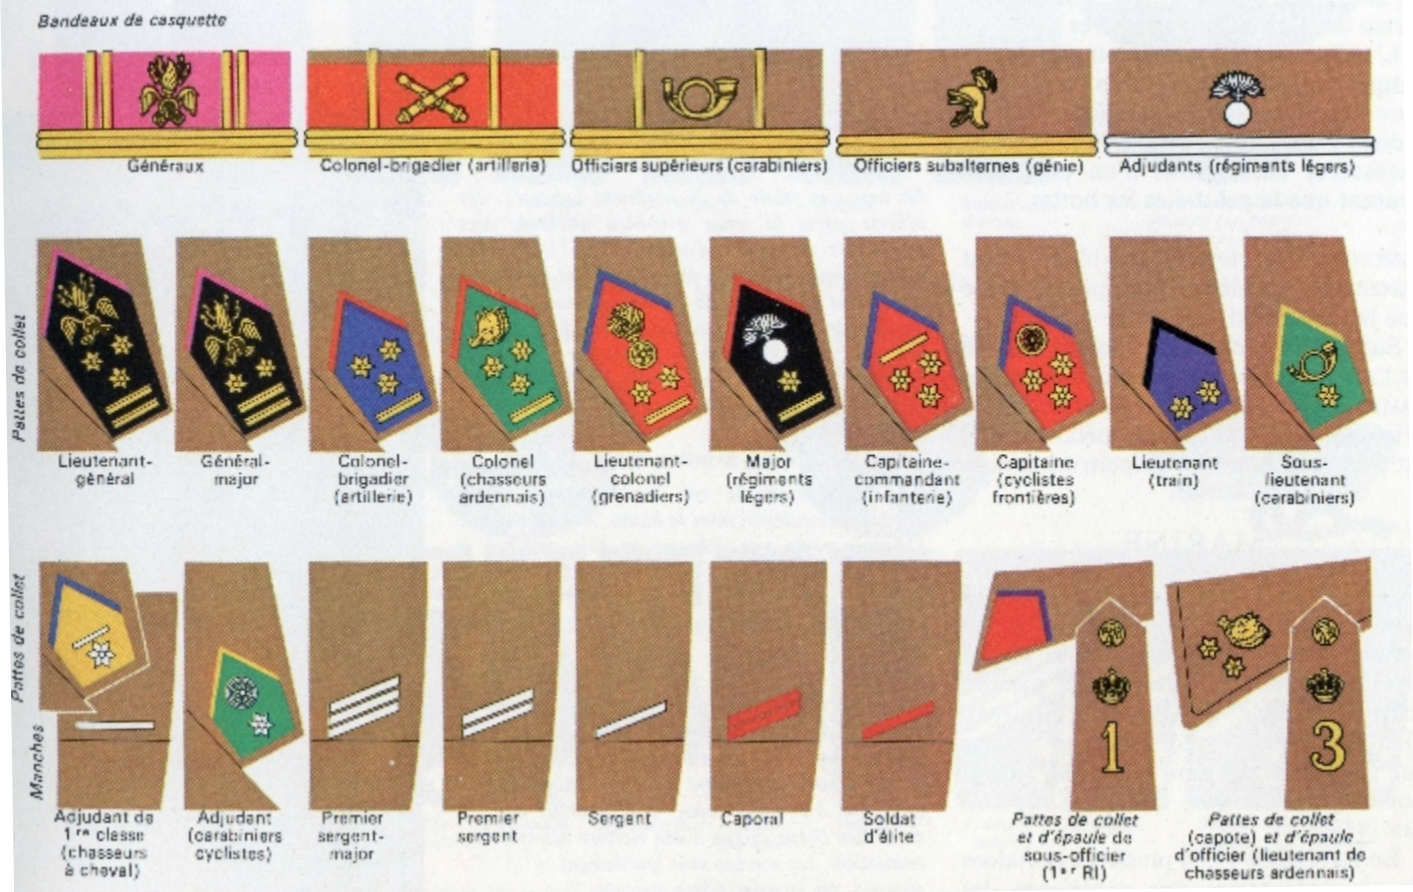 Bandeaux de casquette
Généraux
Colonel-brigadier (artillerie)
Officiers supérieurs (carabiniers)
Officiers subalternes (génie)
Adjudants (régiments légers)
Pattes de collet
Lieutenant-
général
Général-
major
Colonel-
brigadier
(artillerie)
Colonel
(chasseurs
ardennais)
Lieutenant-
colonel
(grenadiers)
Major
(régiments
légers)
Capitaine-
commandant
(infanterie)
Capitaine
(cyclistes
frontières)
Lieutenant
(train)
Sous-
lieutenant
(carabiniers)
Pattes de collet
Manches
1
3
Adjudant de
1re classe
(chasseurs
à cheval)
Adjudant
(carabiniers
cyclistes)
Premier
sergent-
major
Premier
sergent
Sergent
Caporal
Soldat
d'élite
Pattes de collet
et d'épaule de
sous-officier
(1er RI)
Pattes de collet
(capote) et d'épaule
d'officier (lieutenant de
chasseurs ardennais)